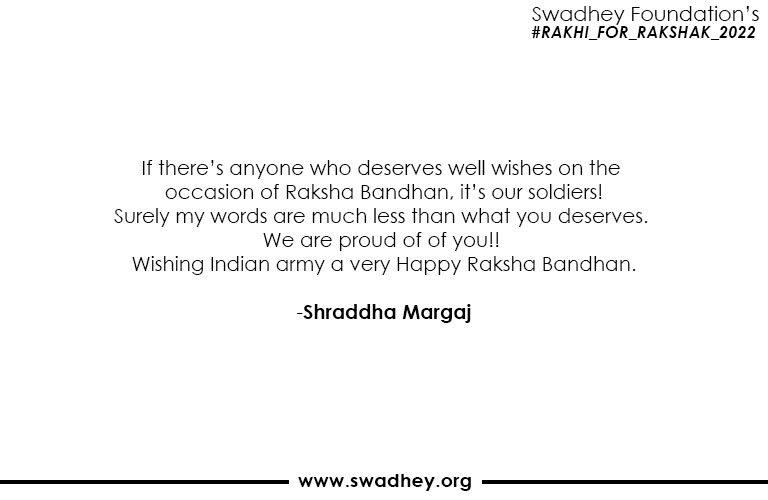 Swadhey Foundation’s
#RAKHI_FOR_RAKSHAK_2022
If there’s anyone who deserves well wishes on the
occasion of Raksha Bandhan, it’s our soldiers!
Surely my words are much less than what you deserves.
We are proud of of you!!
Wishing Indian army a very Happy Raksha Bandhan.
-Shraddha Margaj
www.swadhey.org